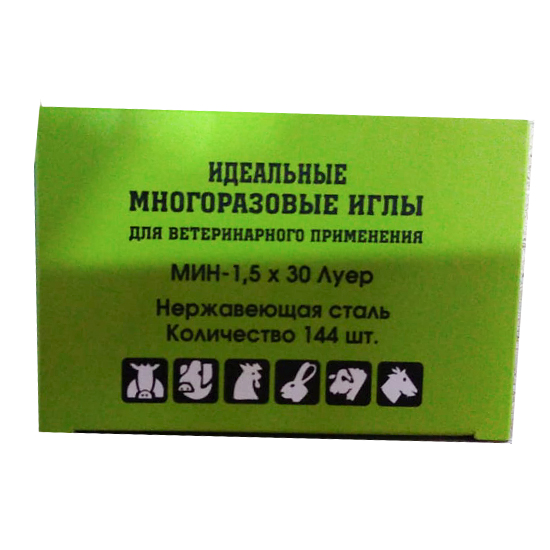 ИДЕАЛЬНЫЕ
МНОГОРАЗОВЫЕ ИГЛЫ
ДЛЯ ВЕТЕРИНАРНОГО ПРИМЕНЕНИЯ
МИН-1,5 х 30 Луер
Нержавеющая сталь
Количество 144 шт.